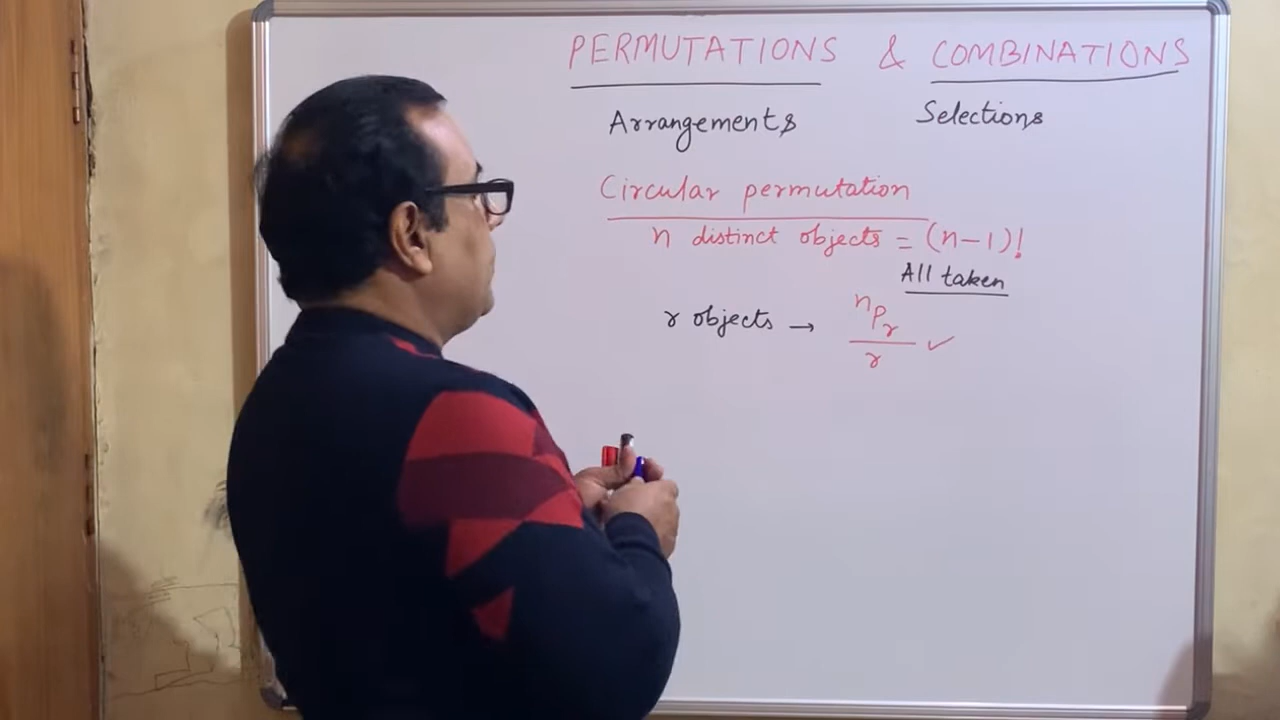 PERMUTATIONS & COMBINATIONS
Arrangements Selections
Circular permutation
n distinct objects = (n-1)!
All taken
r objects → nPr
r ✓